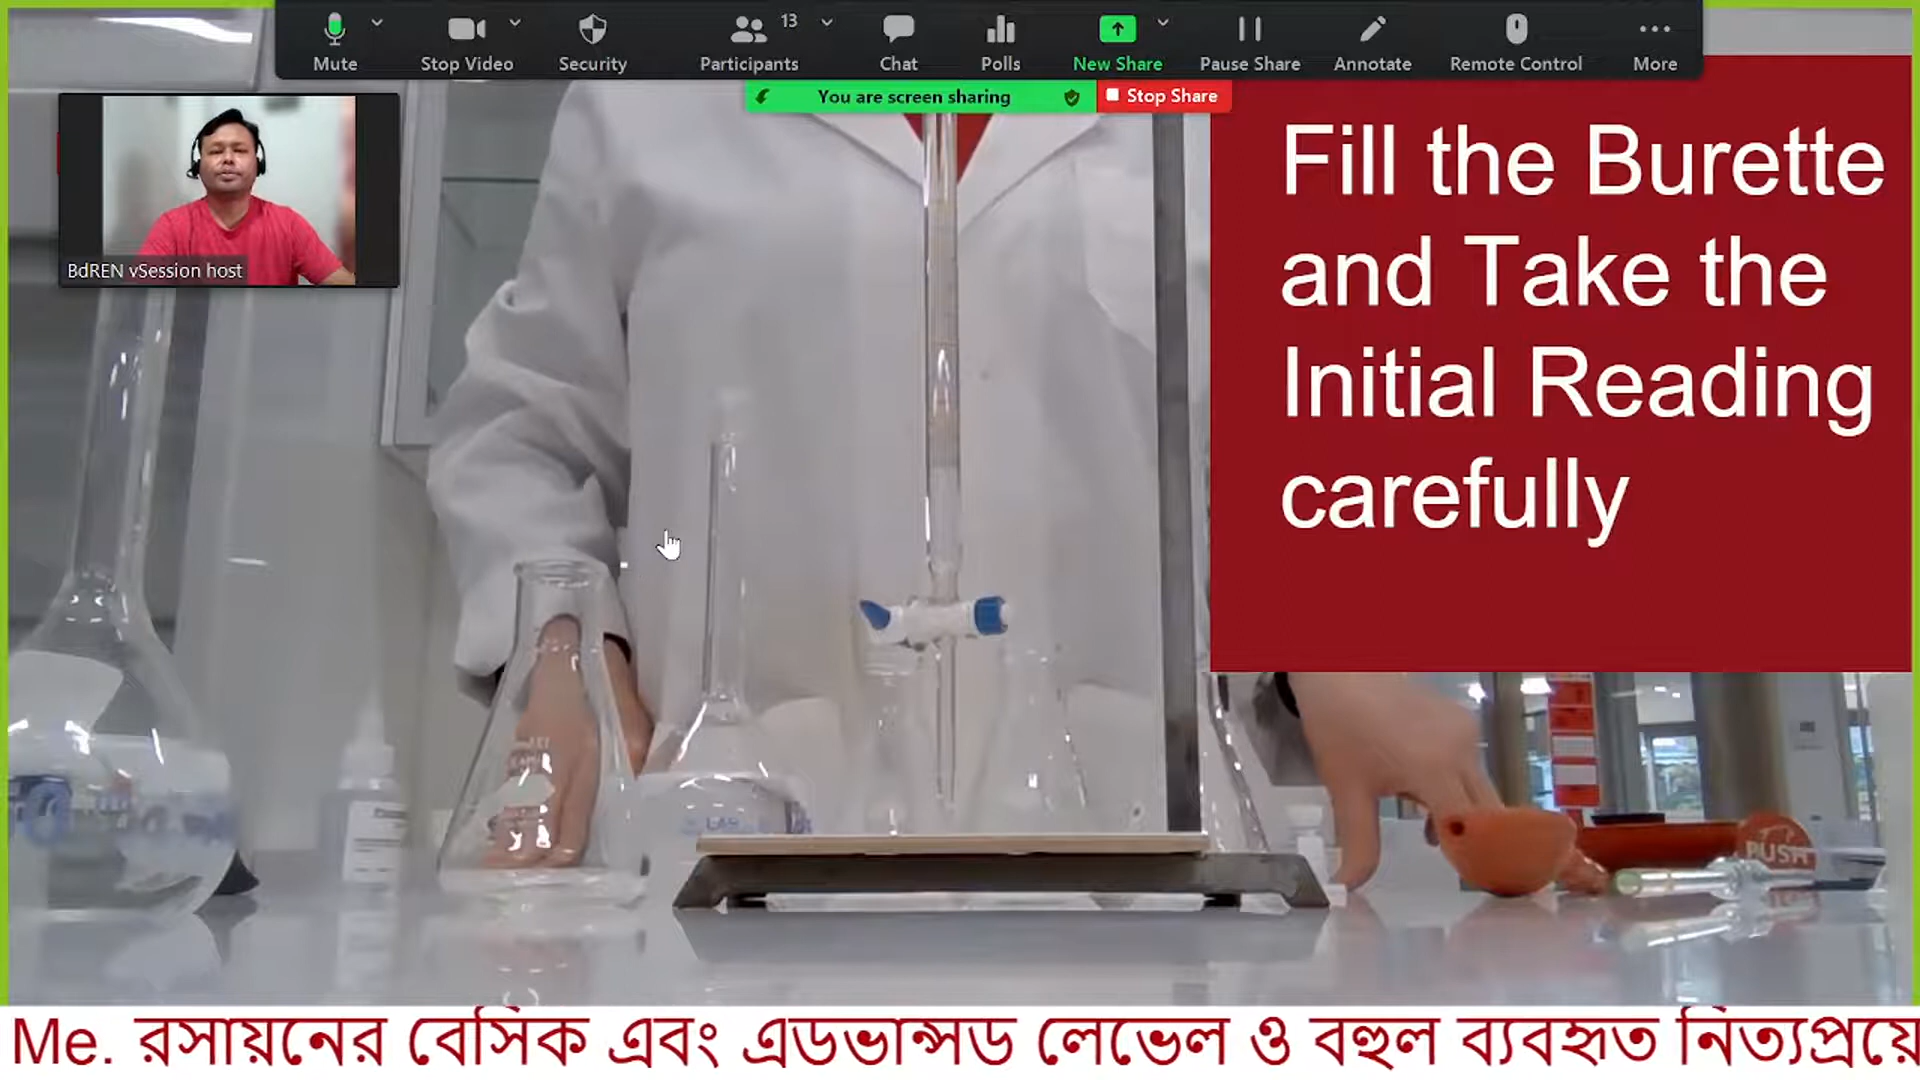 Mute
Stop Video
Security
Participants
13
Chat
Polls
New Share
Pause Share
Annotate
Remote Control
More
You are screen sharing
Stop Share
BdREN vSession host
Fill the Burette
and Take the
Initial Reading
carefully
LAB
PUSH
Me. রসায়নের বেসিক এবং এডভান্সড লেভেল ও বহুল ব্যবহৃত নিত্যপ্রয়ে